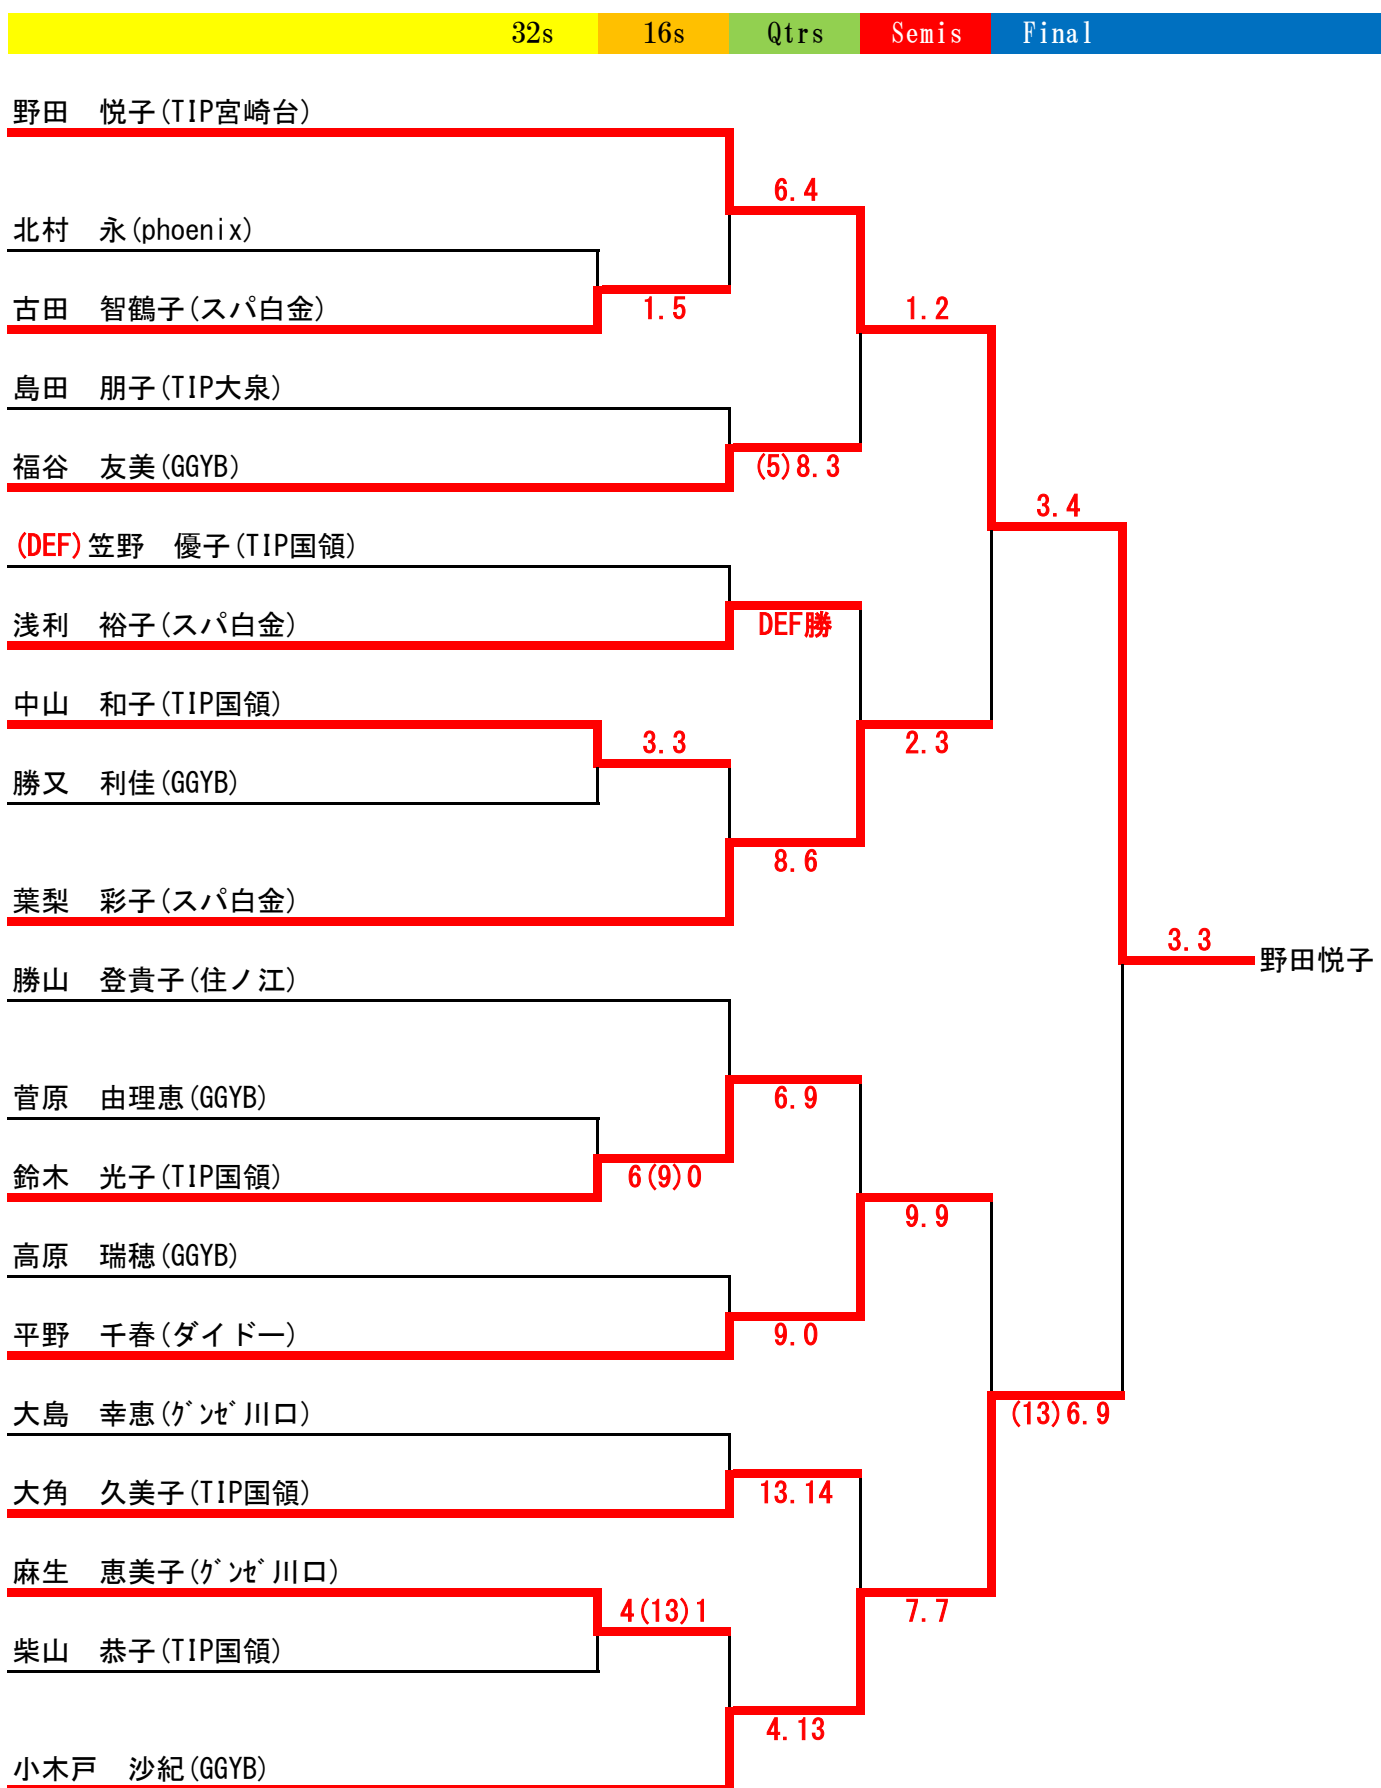 32s 16s Qtrs Semis Final
野田　悦子(TIP宮崎台)
6.4
北村　永(phoenix)
古田　智鶴子(スパ白金)
1.5
1.2
島田　朋子(TIP大泉)
福谷　友美(GGYB)
(5)8.3
3.4
(DEF)笠野　優子(TIP国領)
浅利　裕子(スパ白金)
DEF勝
中山　和子(TIP国領)
3.3
2.3
勝又　利佳(GGYB)
8.6
葉梨　彩子(スパ白金)
3.3
野田悦子
勝山　登貴子(住ノ江)
菅原　由理恵(GGYB)
6.9
鈴木　光子(TIP国領)
6(9)0
9.9
高原　瑞穂(GGYB)
平野　千春(ダイドー)
9.0
大島　幸恵(グンゼ川口)
(13)6.9
大角　久美子(TIP国領)
13.14
麻生　恵美子(グンゼ川口)
4(13)1
7.7
柴山　恭子(TIP国領)
4.13
小木戸　沙紀(GGYB)